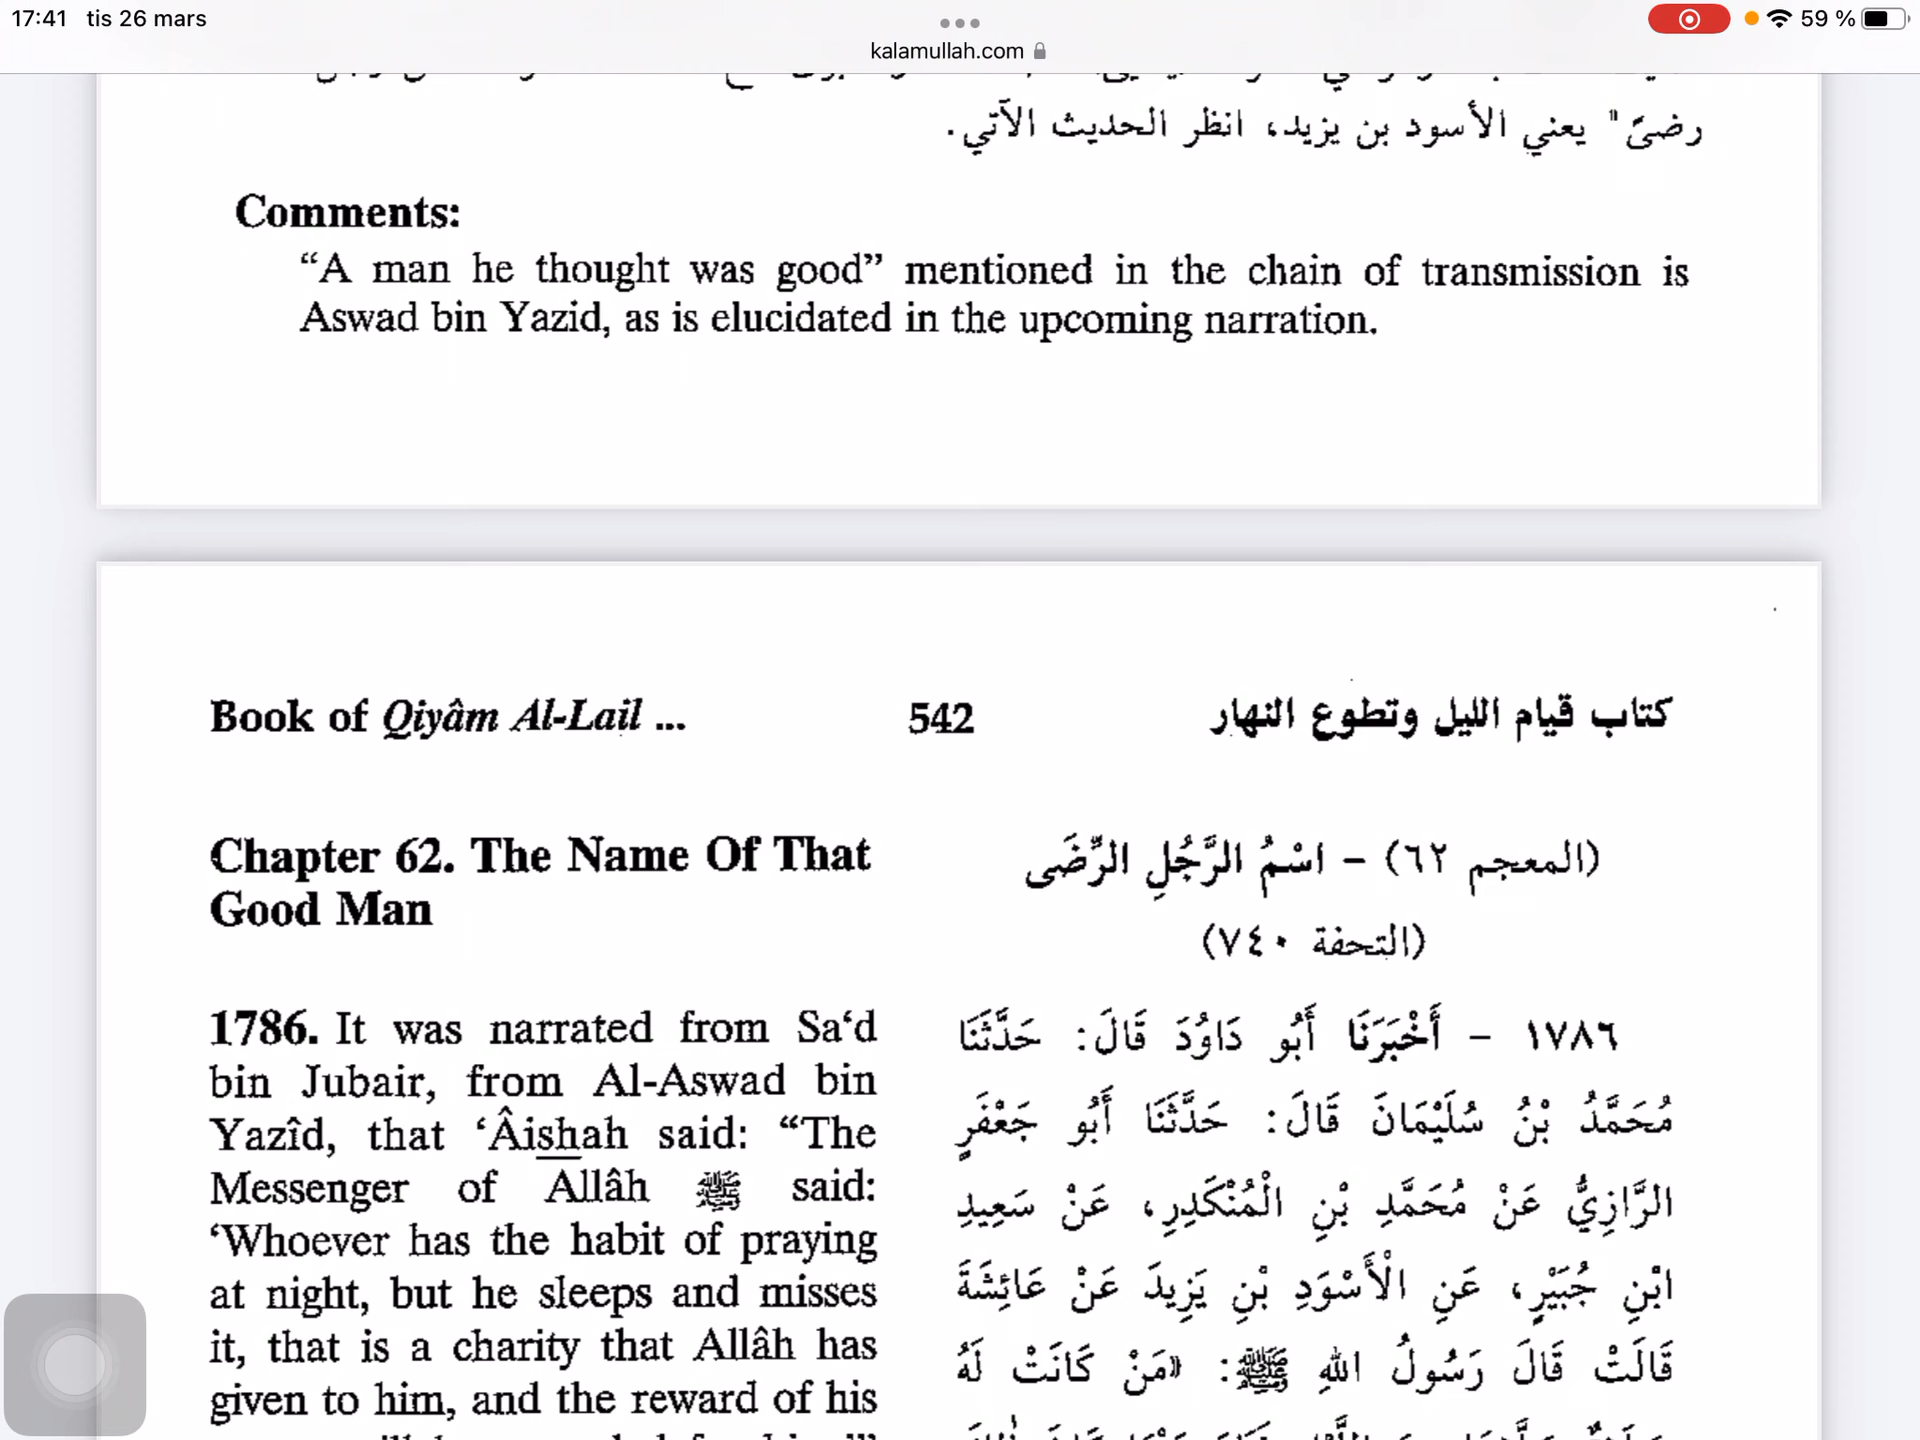 17:41 tis 26 mars
59 %
kalamullah.com
رضىً" يعني الأسود بن يزيد، انظر الحديث الآتي.
Comments:
“A man he thought was good” mentioned in the chain of transmission is
Aswad bin Yazid, as is elucidated in the upcoming narration.
Book of Qiyâm Al-Lail ...
542
كتاب قيام الليل وتطوع النهار
Chapter 62. The Name Of That
Good Man
(المعجم ٦٢) - اسْمُ الرَّجُلِ الرِّضَى
(التحفة ٧٤٠)
1786. It was narrated from Sa‘d
bin Jubair, from Al-Aswad bin
Yazîd, that ‘Âishah said: “The
Messenger of Allâh ﷺ said:
‘Whoever has the habit of praying
at night, but he sleeps and misses
it, that is a charity that Allâh has
given to him, and the reward of his
١٧٨٦ - أَخْبَرَنَا أَبُو دَاوُدَ قَالَ: حَدَّثَنَا
مُحَمَّدُ بْنُ سُلَيْمَانَ قَالَ: حَدَّثَنَا أَبُو جَعْفَرٍ
الرَّازِيُّ عَنْ مُحَمَّدِ بْنِ الْمُنْكَدِرِ، عَنْ سَعِيدِ
ابْنِ جُبَيْرٍ، عَنِ الْأَسْوَدِ بْنِ يَزِيدَ عَنْ عَائِشَةَ
قَالَتْ قَالَ رَسُولُ اللهِ ﷺ: «مَنْ كَانَتْ لَهُ